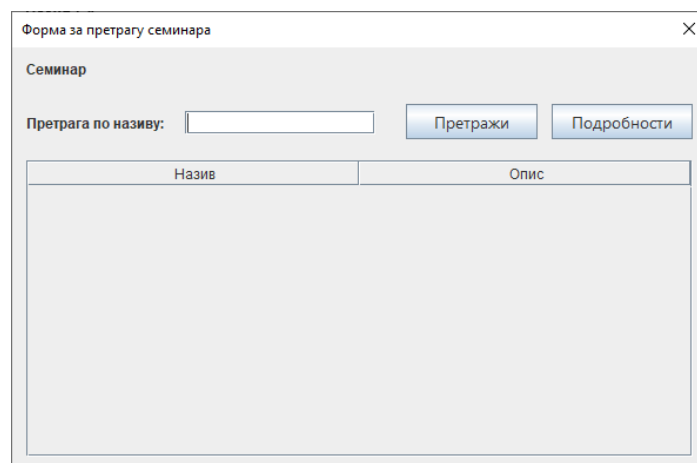 Форма за претрагу семинара
Семинар
Претрага по називу: Претражи Подробности
Назив Опис